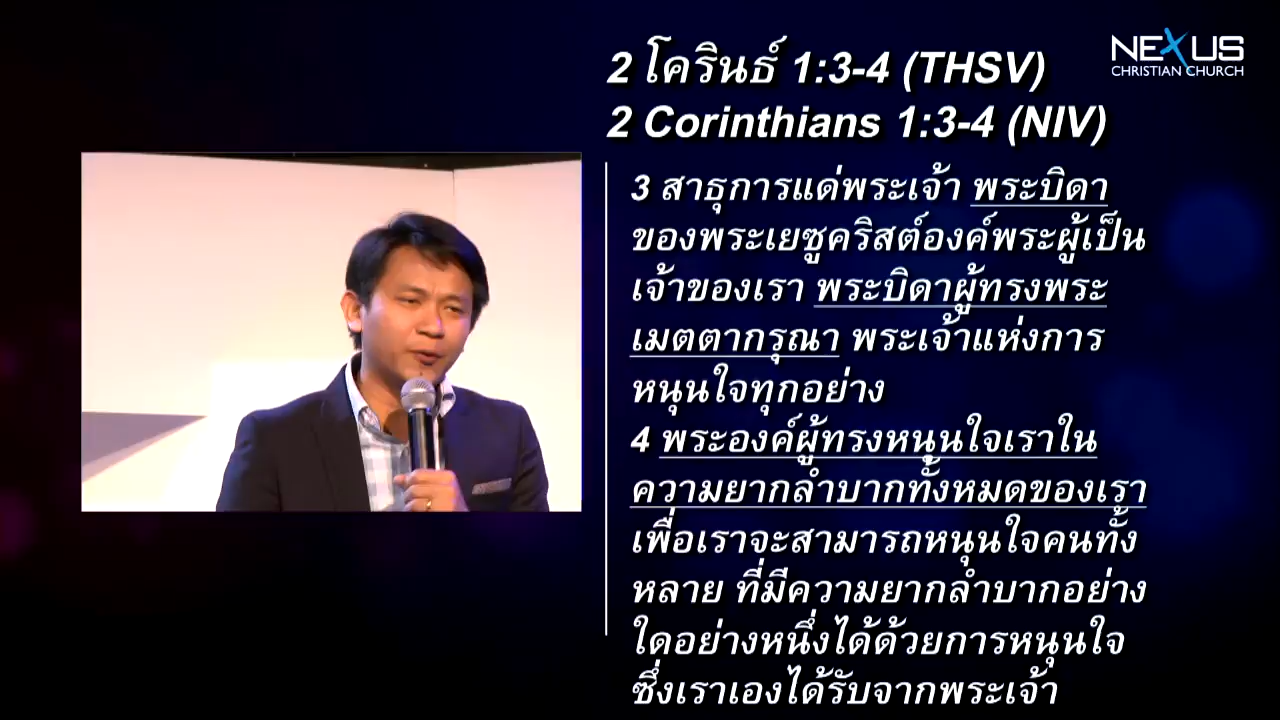 2 โครินธ์ 1:3-4 (THSV)
2 Corinthians 1:3-4 (NIV)
NEXUS
CHRISTIAN CHURCH
3 สาธุการแด่พระเจ้า พระบิดา
ของพระเยซูคริสต์องค์พระผู้เป็น
เจ้าของเรา พระบิดาผู้ทรงพระ
เมตตากรุณา พระเจ้าแห่งการ
หนุนใจทุกอย่าง
4 พระองค์ผู้ทรงหนุนใจเราใน
ความยากลำบากทั้งหมดของเรา
เพื่อเราจะสามารถหนุนใจคนทั้ง
หลาย ที่มีความยากลำบากอย่าง
ใดอย่างหนึ่งได้ด้วยการหนุนใจ
ซึ่งเราเองได้รับจากพระเจ้า